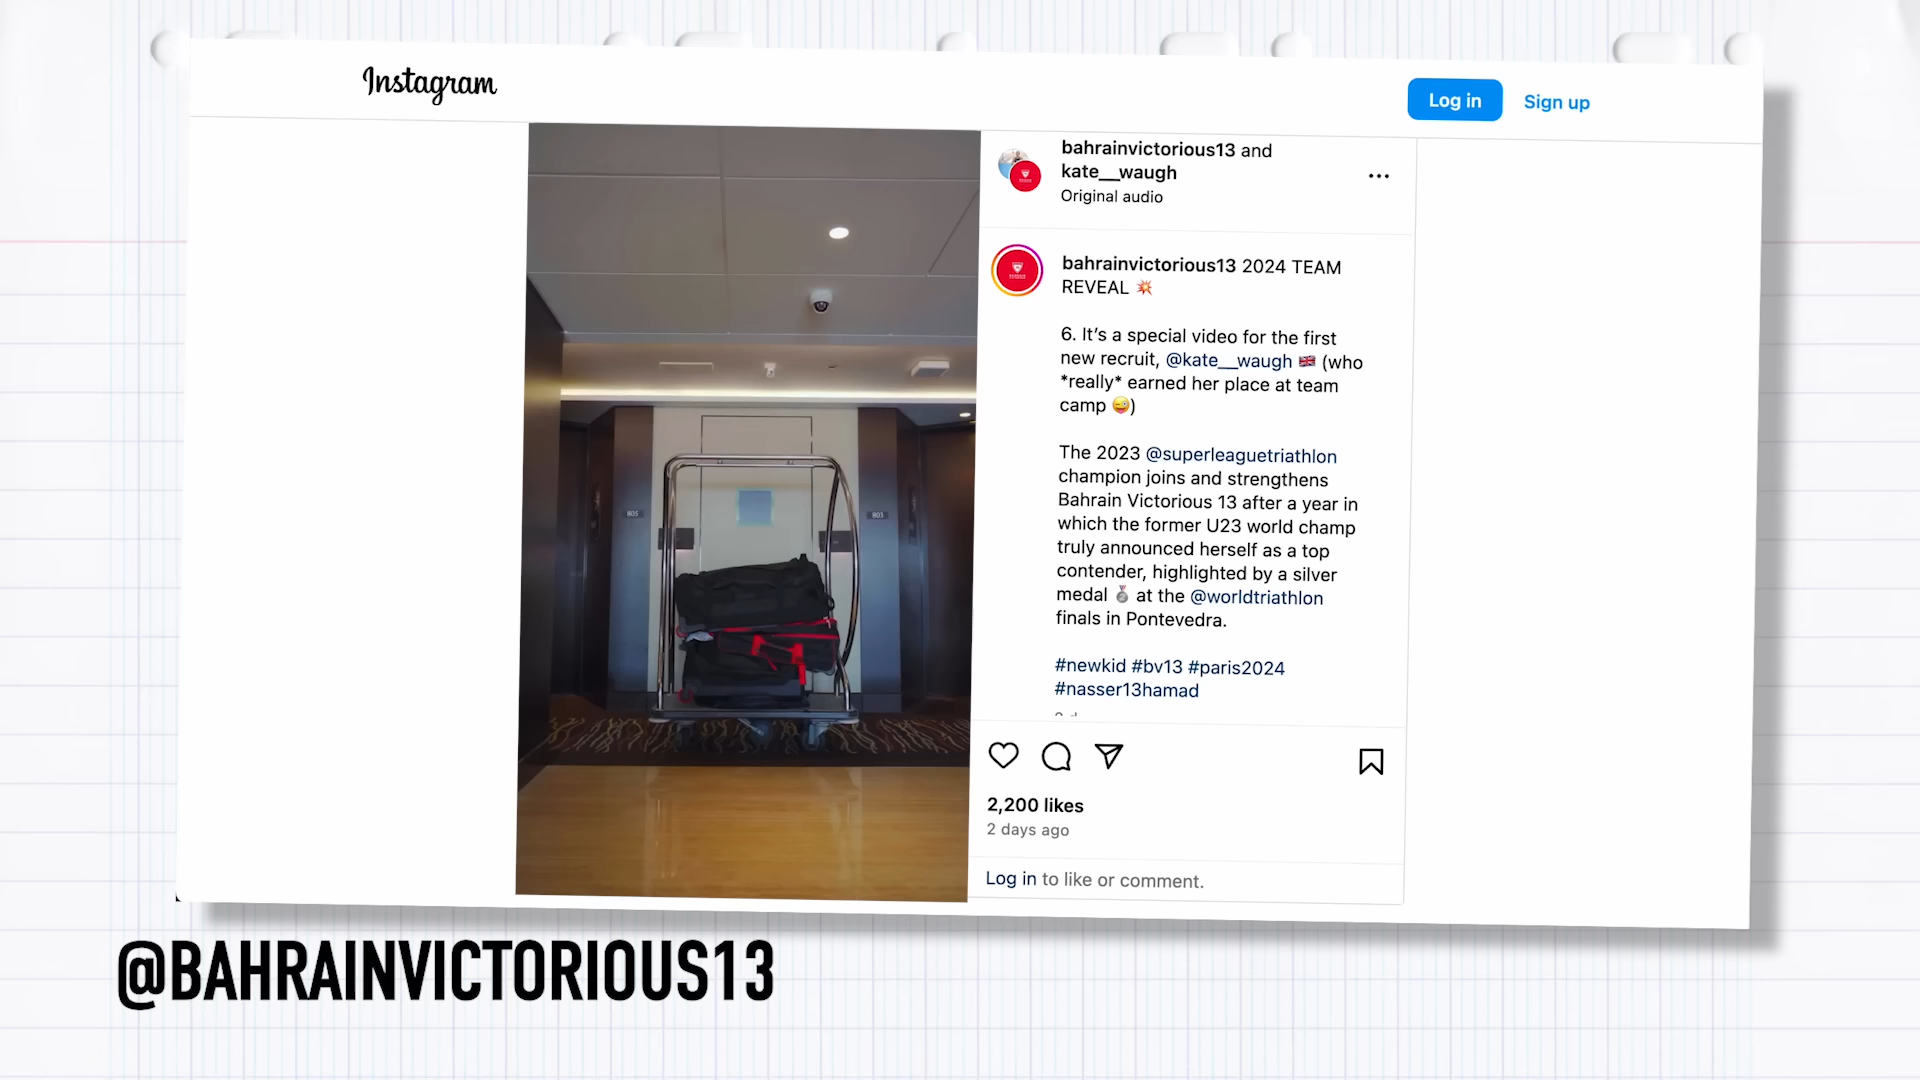 Instagram
Log in
Sign up
bahrainvictorious13 and
kate__waugh
Original audio
bahrainvictorious13 2024 TEAM
REVEAL 💥
6. It’s a special video for the first
new recruit, @kate__waugh 🇬🇧 (who
*really* earned her place at team
camp 😜)
The 2023 @superleaguetriathlon
champion joins and strengthens
Bahrain Victorious 13 after a year in
which the former U23 world champ
truly announced herself as a top
contender, highlighted by a silver
medal 🥈 at the @worldtriathlon
finals in Pontevedra.
#newkid #bv13 #paris2024
#nasser13hamad
2,200 likes
2 days ago
Log in to like or comment.
805
803
@BAHRAINVICTORIOUS13